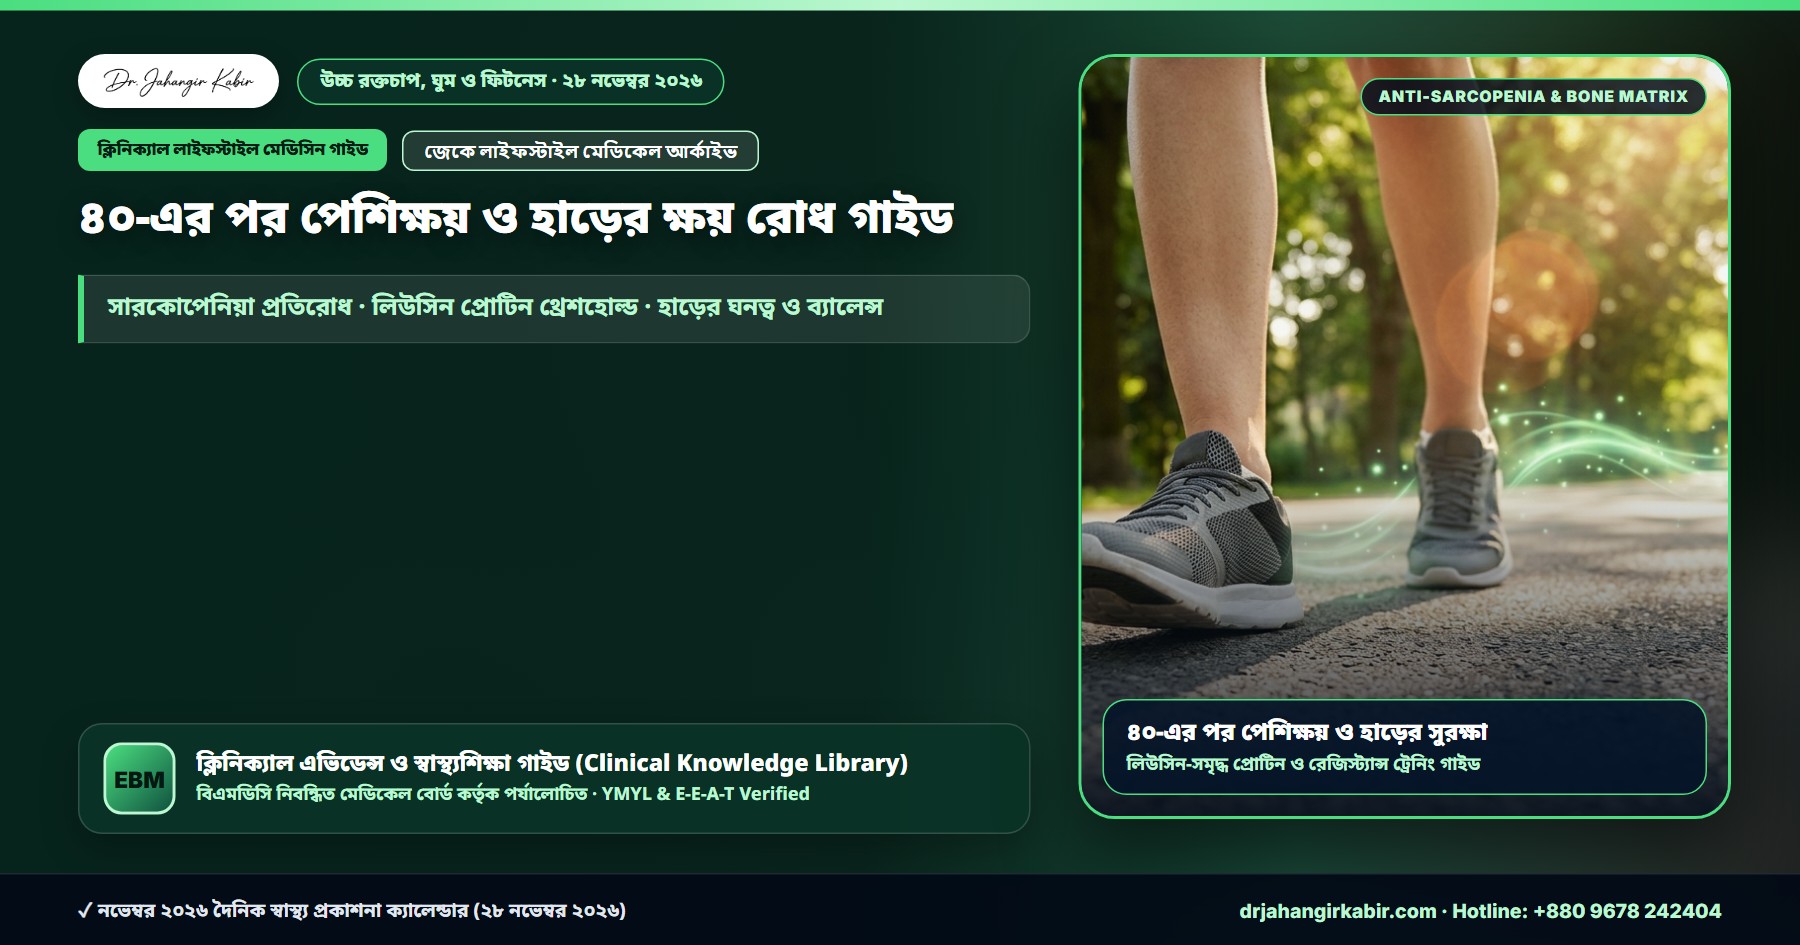 Dr. Jahangir Kabir
উচ্চ রক্তচাপ, ঘুম ও ফিটনেস · ২৮ নভেম্বর ২০২৬
ক্লিনিক্যাল লাইফস্টাইল মেডিসিন গাইড
জেকে লাইফস্টাইল মেডিকেল আর্কাইভ
৪০-এর পর পেশিক্ষয় ও হাড়ের ক্ষয় রোধ গাইড
সারকোপেনিয়া প্রতিরোধ · লিউসিন প্রোটিন থ্রেশহোল্ড · হাড়ের ঘনত্ব ও ব্যালেন্স
ANTI-SARCOPENIA & BONE MATRIX
৪০-এর পর পেশিক্ষয় ও হাড়ের সুরক্ষা
লিউসিন-সমৃদ্ধ প্রোটিন ও রেজিস্ট্যান্স ট্রেনিং গাইড
EBM
ক্লিনিক্যাল এভিডেন্স ও স্বাস্থ্যশিক্ষা গাইড (Clinical Knowledge Library)
বিএমডিসি নিবন্ধিত মেডিকেল বোর্ড কর্তৃক পর্যালোচিত · YMYL & E-E-A-T Verified
✓ নভেম্বর ২০২৬ দৈনিক স্বাস্থ্য প্রকাশনা ক্যালেন্ডার (২৮ নভেম্বর ২০২৬)
drjahangirkabir.com · Hotline: +880 9678 242404